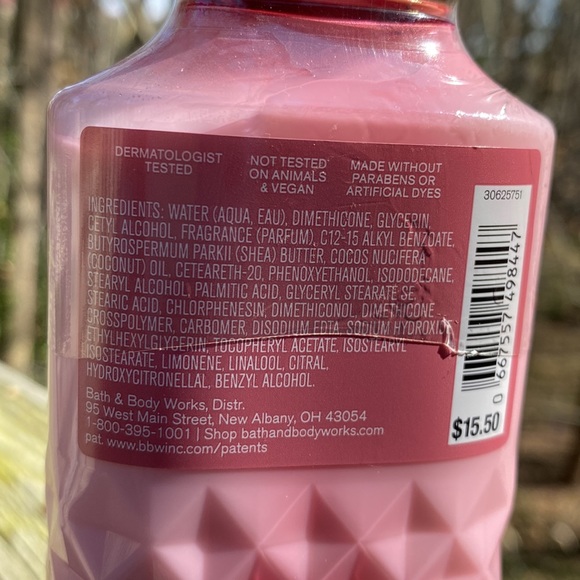 DERMATOLOGIST
TESTED
NOT TESTED
ON ANIMALS
& VEGAN
MADE WITHOUT
PARABENS OR
ARTIFICIAL DYES
30625751
INGREDIENTS: WATER (AQUA, EAU), DIMETHICONE, GLYCERIN,
CETYL ALCOHOL, FRAGRANCE (PARFUM), C12-15 ALKYL BENZOATE,
BUTYROSPERMUM PARKII (SHEA) BUTTER, COCOS NUCIFERA
(COCONUT) OIL, CETEARETH-20, PHENOXYETHANOL, ISODODECANE,
STEARYL ALCOHOL, PALMITIC ACID, GLYCERYL STEARATE SE,
STEARIC ACID, CHLORPHENESIN, DIMETHICONOL, DIMETHICONE
CROSSPOLYMER, CARBOMER, DISODIUM EDTA, SODIUM HYDROXI
ETHYLHEXYLGLYCERIN, TOCOPHERYL ACETATE, ISOSTEARYL
ISOSTEARATE, LIMONENE, LINALOOL, CITRAL,
HYDROXYCITRONELLAL, BENZYL ALCOHOL.
Bath & Body Works, Distr.
95 West Main Street, New Albany, OH 43054
1-800-395-1001 | Shop bathandbodyworks.com
pat. www.bbwinc.com/patents
0 667557 498447
$15.50